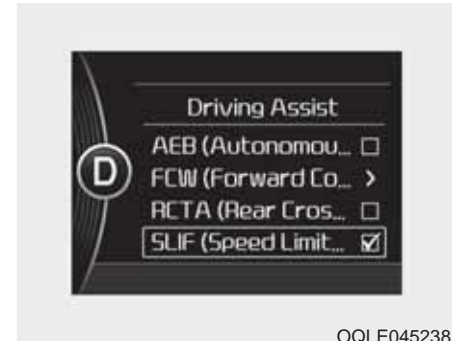 Driving Assist
AEB (Autonomou...
D
FCW (Forward Co... >
RCTA (Rear Cros...
SLIF (Speed Limit...
OQLE045238